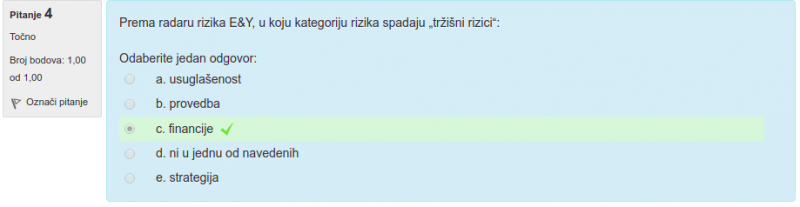 Pitanje 4
Točno
Broj bodova: 1,00
od 1,00
Označi pitanje
Prema radaru rizika E&Y, u koju kategoriju rizika spadaju „tržišni rizici“:
Odaberite jedan odgovor:
a. usuglašenost
b. provedba
c. financije
d. ni u jednu od navedenih
e. strategija